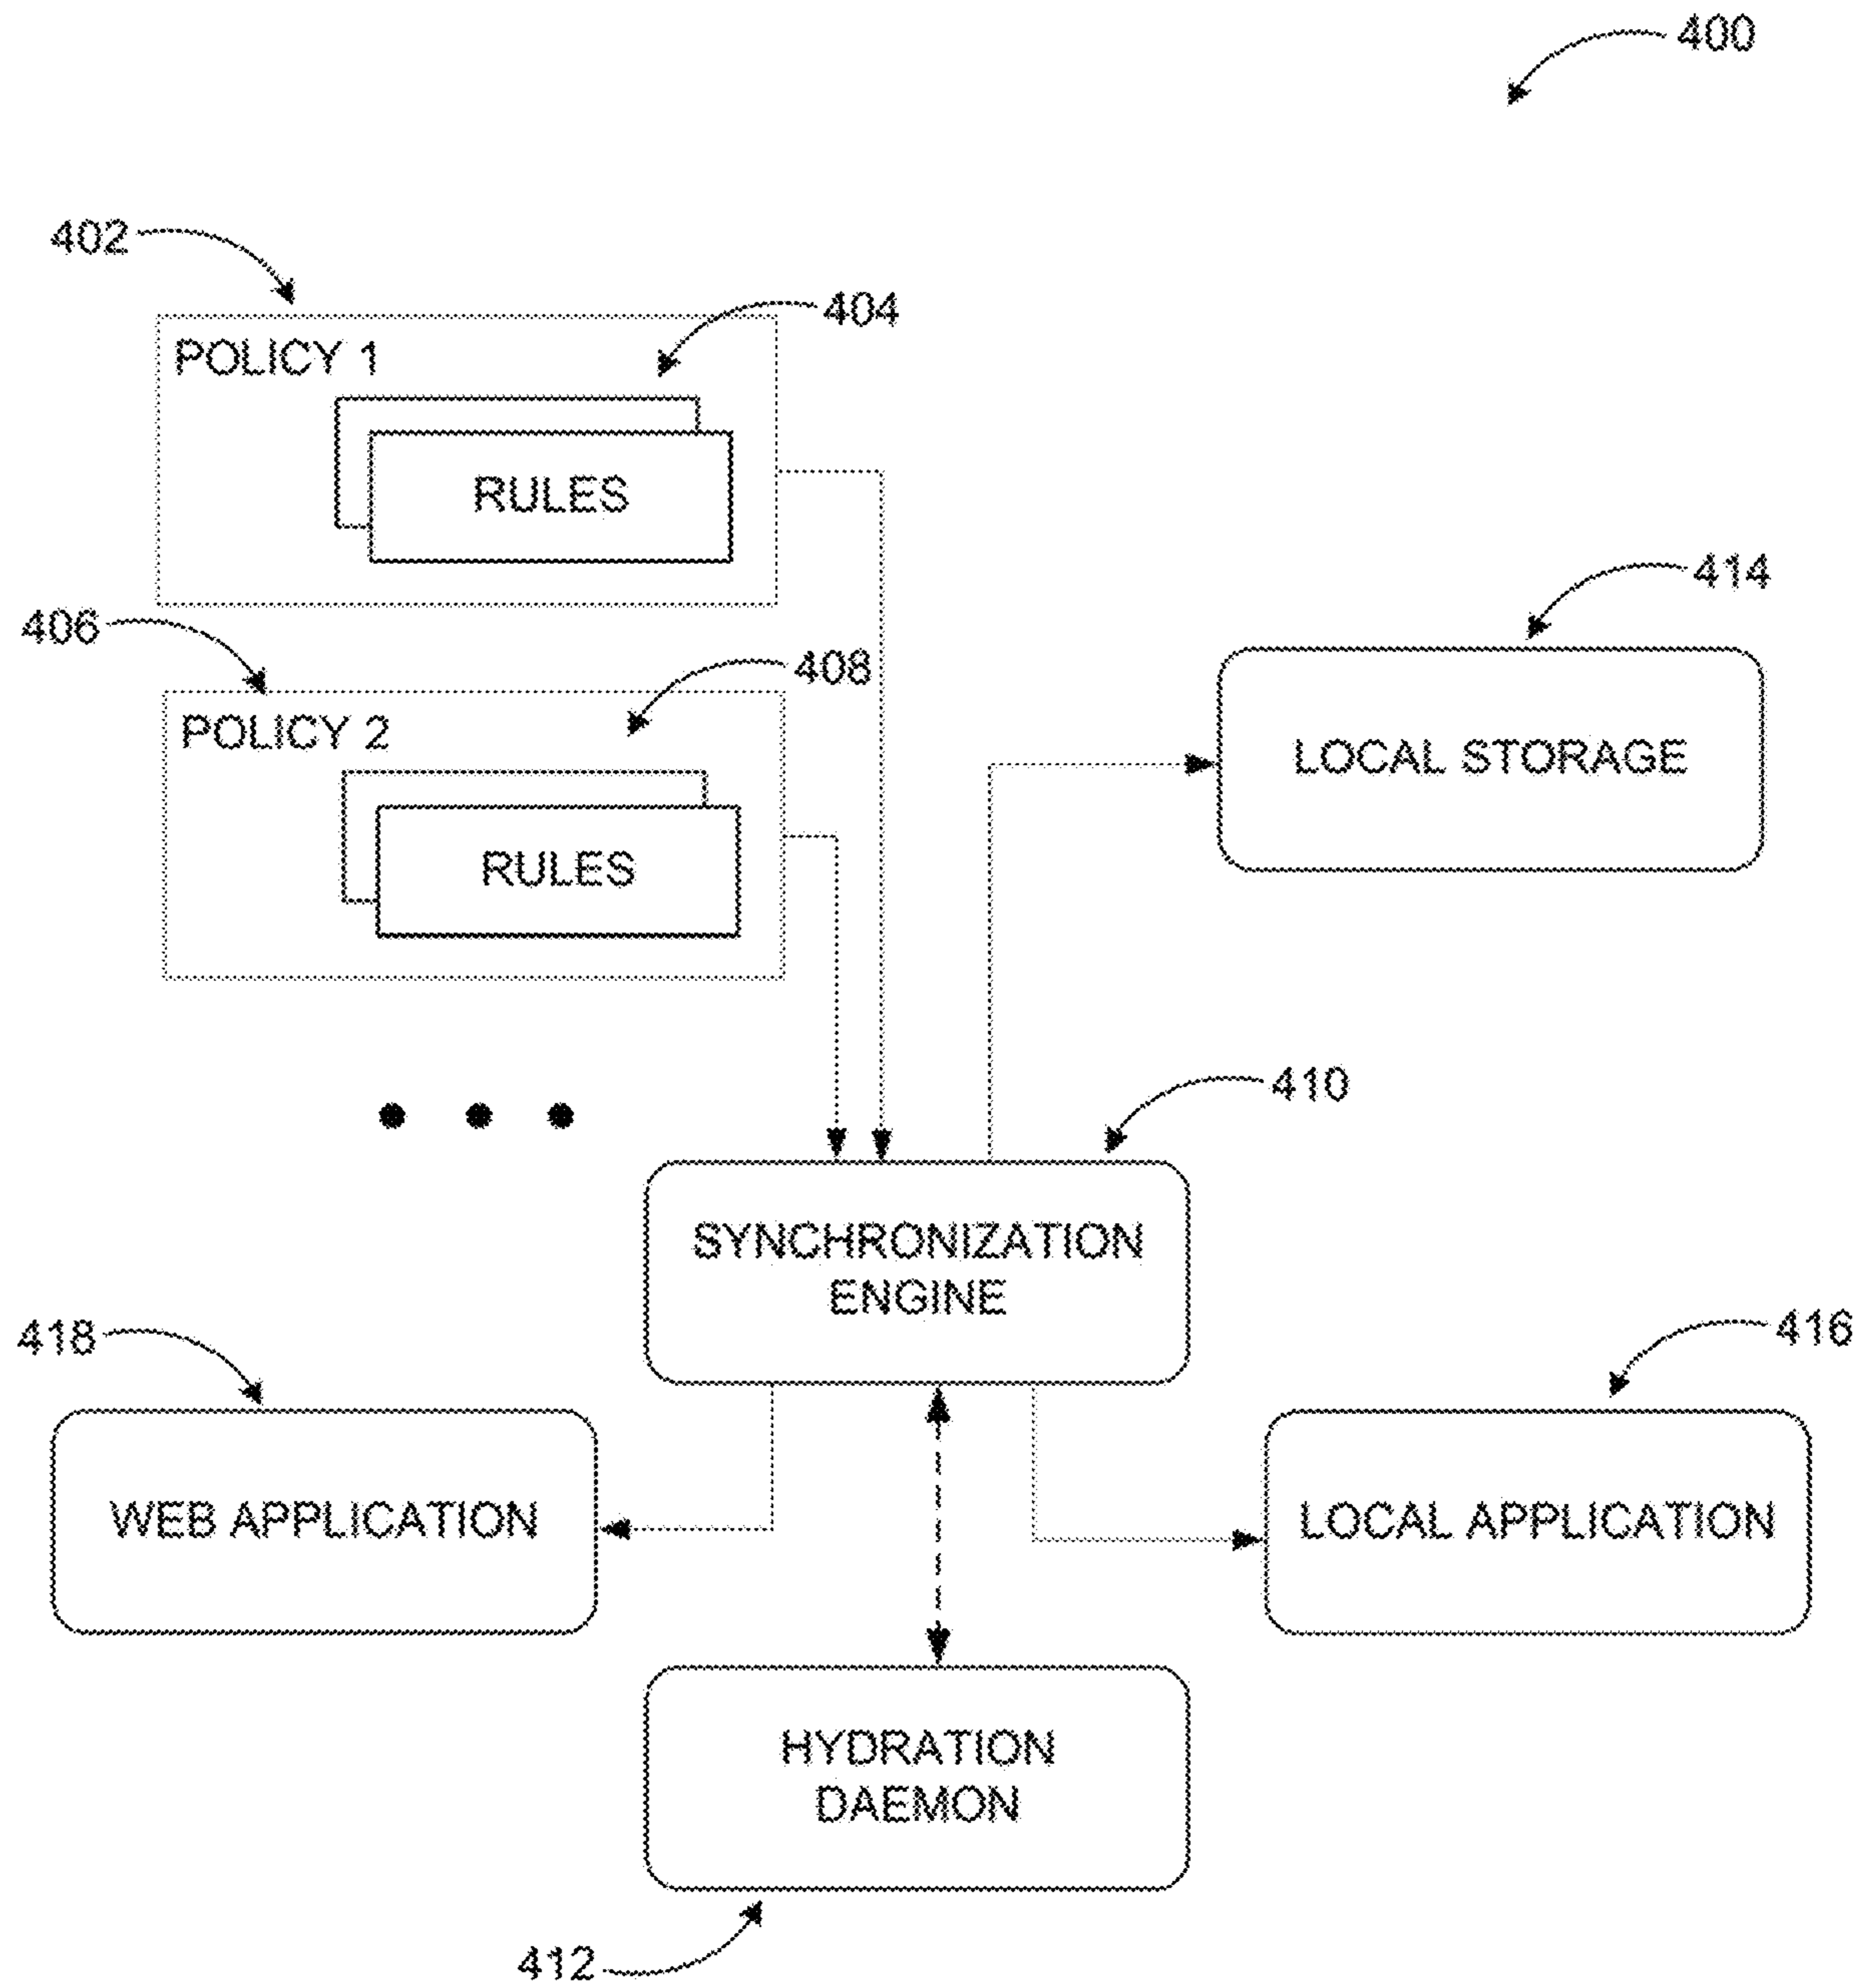 400
402
404
POLICY 1
RULES
414
406
408
POLICY 2
LOCAL STORAGE
RULES
410
SYNCHRONIZATION
ENGINE
418
416
WEB APPLICATION
LOCAL APPLICATION
HYDRATION
DAEMON
412